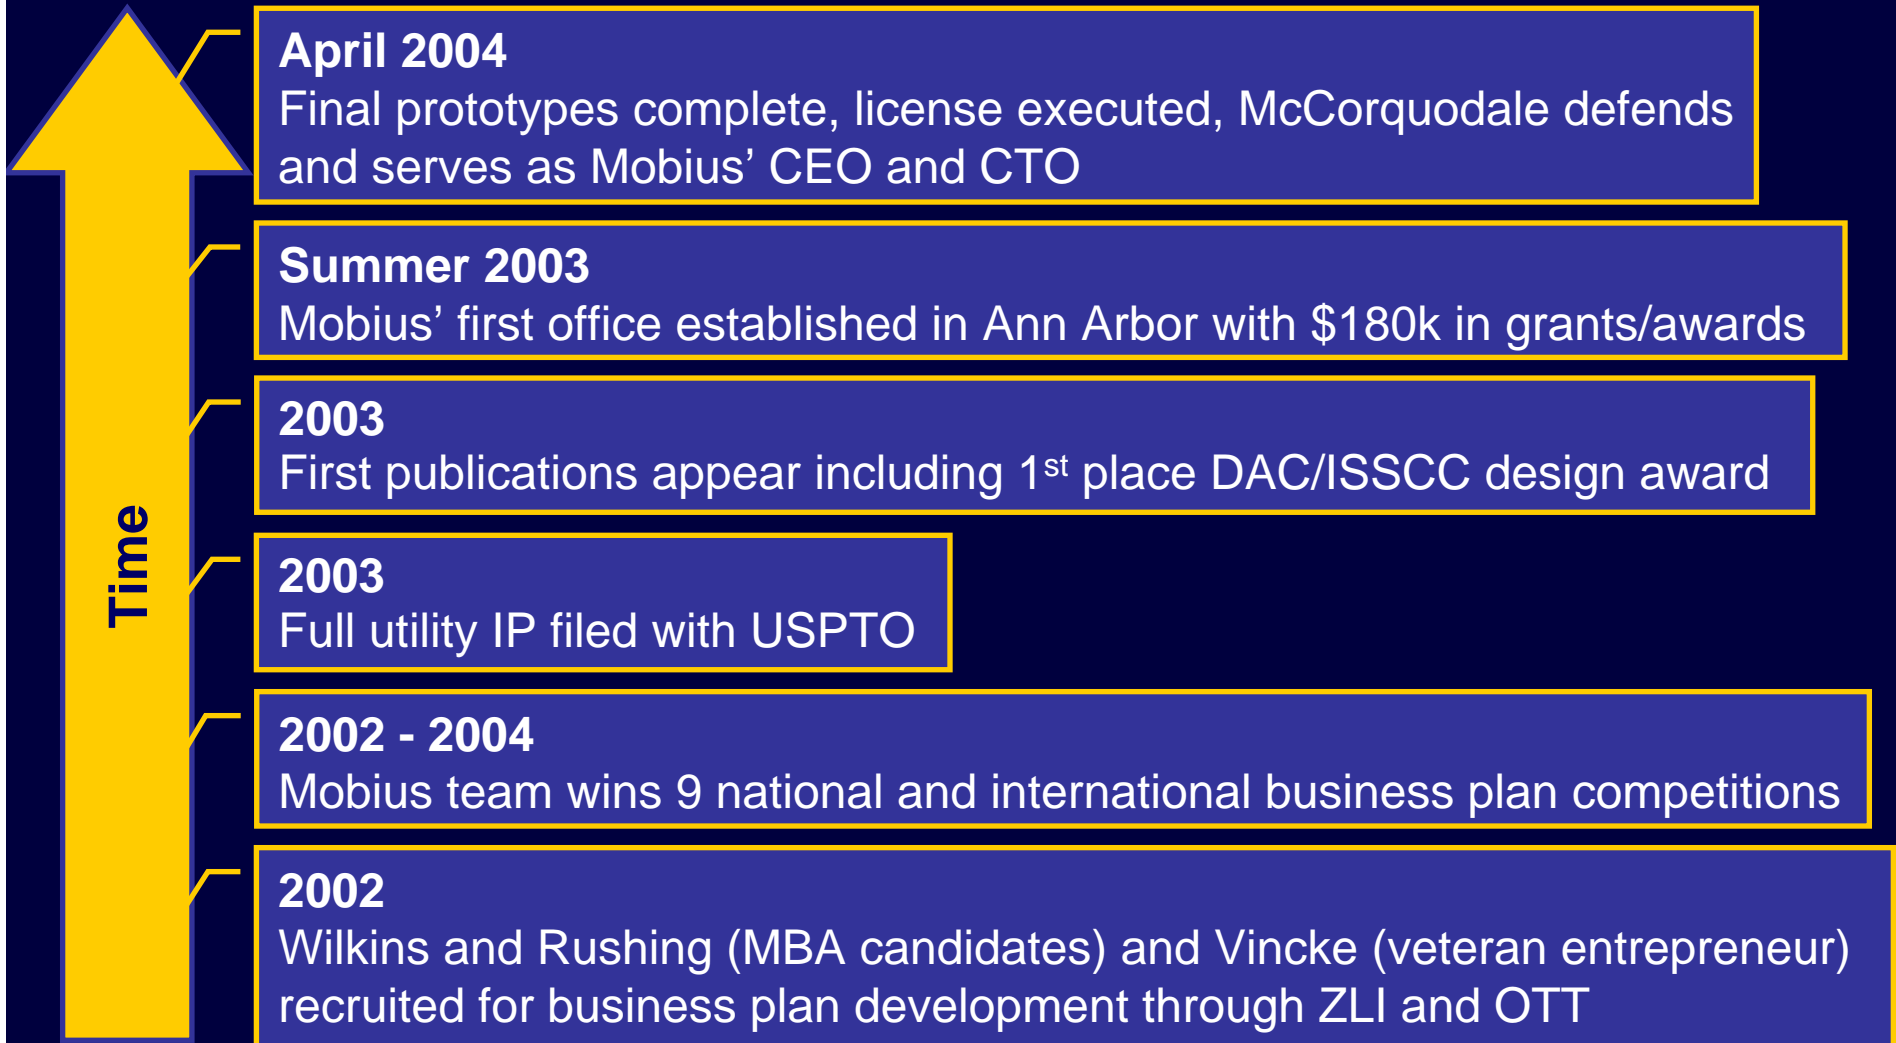 April 2004
Final prototypes complete, license executed, McCorquodale defends
and serves as Mobius’ CEO and CTO
Summer 2003
Mobius’ first office established in Ann Arbor with $180k in grants/awards
2003
First publications appear including 1st place DAC/ISSCC design award
Time
2003
Full utility IP filed with USPTO
2002 - 2004
Mobius team wins 9 national and international business plan competitions
2002
Wilkins and Rushing (MBA candidates) and Vincke (veteran entrepreneur)
recruited for business plan development through ZLI and OTT